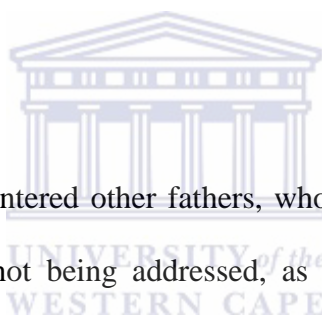 ntered other fathers, who
UNIVERSITY of the
not being addressed, as
WESTERN CAPE